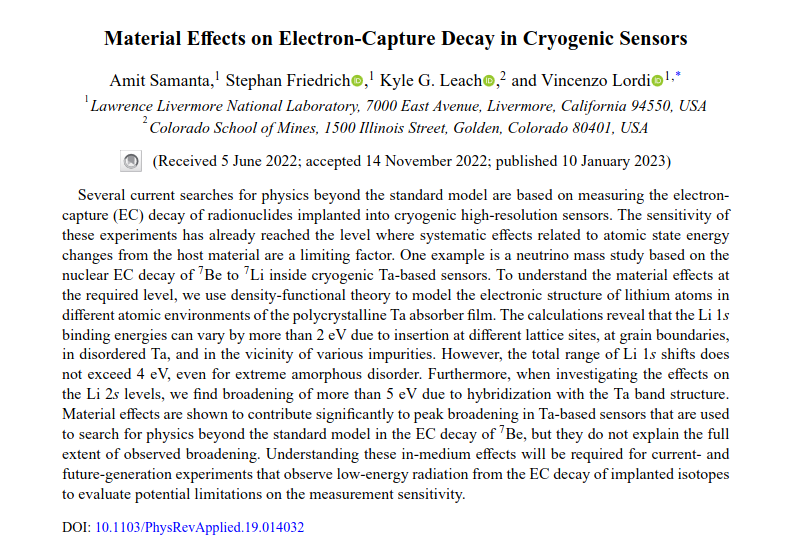 Material Effects on Electron-Capture Decay in Cryogenic Sensors
Amit Samanta,1 Stephan Friedrich iD,1 Kyle G. Leach iD,2 and Vincenzo Lordi iD1,*
1Lawrence Livermore National Laboratory, 7000 East Avenue, Livermore, California 94550, USA
2Colorado School of Mines, 1500 Illinois Street, Golden, Colorado 80401, USA
(Received 5 June 2022; accepted 14 November 2022; published 10 January 2023)
Several current searches for physics beyond the standard model are based on measuring the electron-
capture (EC) decay of radionuclides implanted into cryogenic high-resolution sensors. The sensitivity of
these experiments has already reached the level where systematic effects related to atomic state energy
changes from the host material are a limiting factor. One example is a neutrino mass study based on the
nuclear EC decay of 7Be to 7Li inside cryogenic Ta-based sensors. To understand the material effects at
the required level, we use density-functional theory to model the electronic structure of lithium atoms in
different atomic environments of the polycrystalline Ta absorber film. The calculations reveal that the Li 1s
binding energies can vary by more than 2 eV due to insertion at different lattice sites, at grain boundaries,
in disordered Ta, and in the vicinity of various impurities. However, the total range of Li 1s shifts does
not exceed 4 eV, even for extreme amorphous disorder. Furthermore, when investigating the effects on
the Li 2s levels, we find broadening of more than 5 eV due to hybridization with the Ta band structure.
Material effects are shown to contribute significantly to peak broadening in Ta-based sensors that are used
to search for physics beyond the standard model in the EC decay of 7Be, but they do not explain the full
extent of observed broadening. Understanding these in-medium effects will be required for current- and
future-generation experiments that observe low-energy radiation from the EC decay of implanted isotopes
to evaluate potential limitations on the measurement sensitivity.
DOI: 10.1103/PhysRevApplied.19.014032